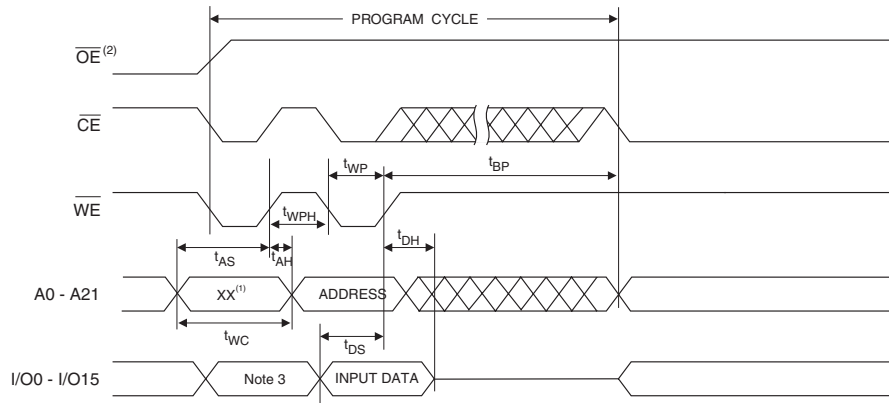 PROGRAM CYCLE
OE (2)
CE
tWP
tBP
WE
tWPH
tDH
tAS
tAH
A0 - A21
XX(1)
ADDRESS
tWC
tDS
I/O0 - I/O15
Note 3
INPUT DATA